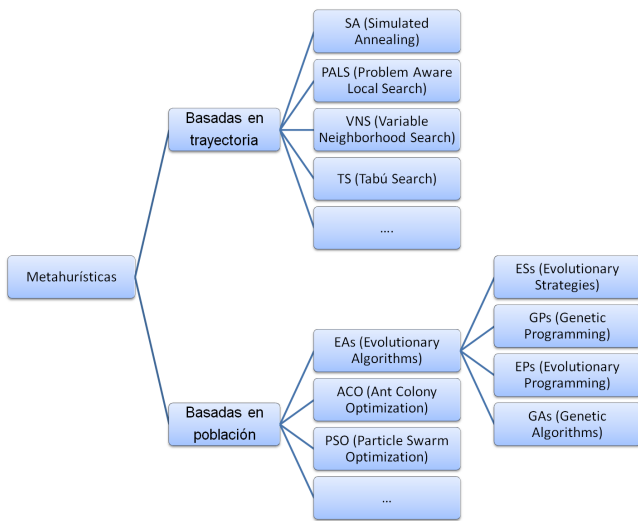 SA (Simulated
Annealing)
PALS (Problem Aware
Local Search)
Basadas en
trayectoria
VNS (Variable
Neighborhood Search)
TS (Tabú Search)
....
Metahurísticas
ESs (Evolutionary
Strategies)
GPs (Genetic
Programming)
EAs (Evolutionary
Algorithms)
EPs (Evolutionary
Programming)
ACO (Ant Colony
Optimization)
GAs (Genetic
Algorithms)
Basadas en
población
PSO (Particle Swarm
Optimization)
...